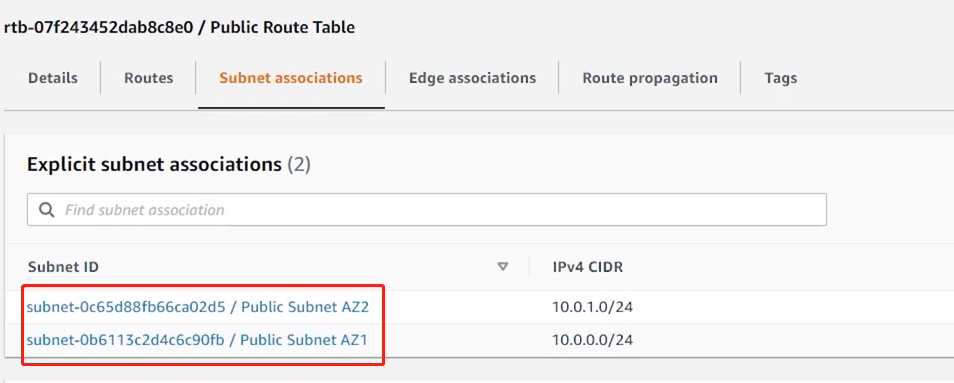 rtb-07f243452dab8c8e0 / Public Route Table
Details Routes Subnet associations Edge associations Route propagation Tags
Explicit subnet associations (2)
Find subnet association
Subnet ID IPv4 CIDR
subnet-0c65d88fb66ca02d5 / Public Subnet AZ2 10.0.1.0/24
subnet-0b6113c2d4c6c90fb / Public Subnet AZ1 10.0.0.0/24